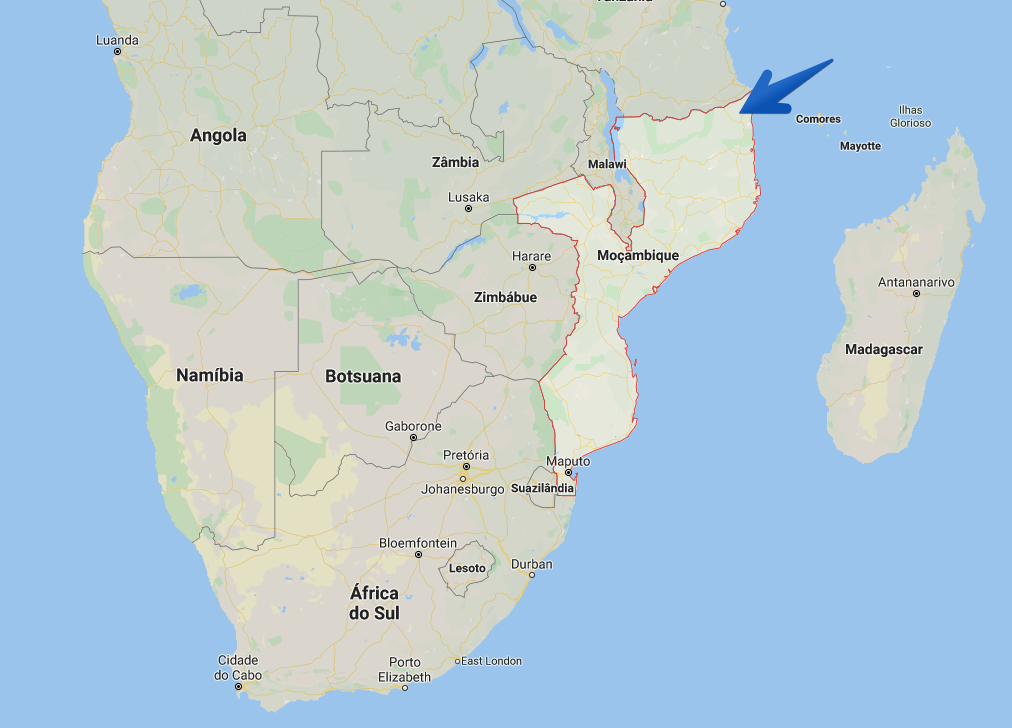 Tanzânia
Luanda
Ilhas
Glorioso
Comores
Angola
Mayotte
Zâmbia
Malawi
Lusaka
Moçambique
Harare
Antananarivo
Zimbábue
Madagascar
Namíbia
Botsuana
Gaborone
Pretória
Maputo
Johanesburgo
Suazilândia
Bloemfontein
Lesoto
Durban
África
do Sul
Cidade
do Cabo
Porto
Elizabeth
East London